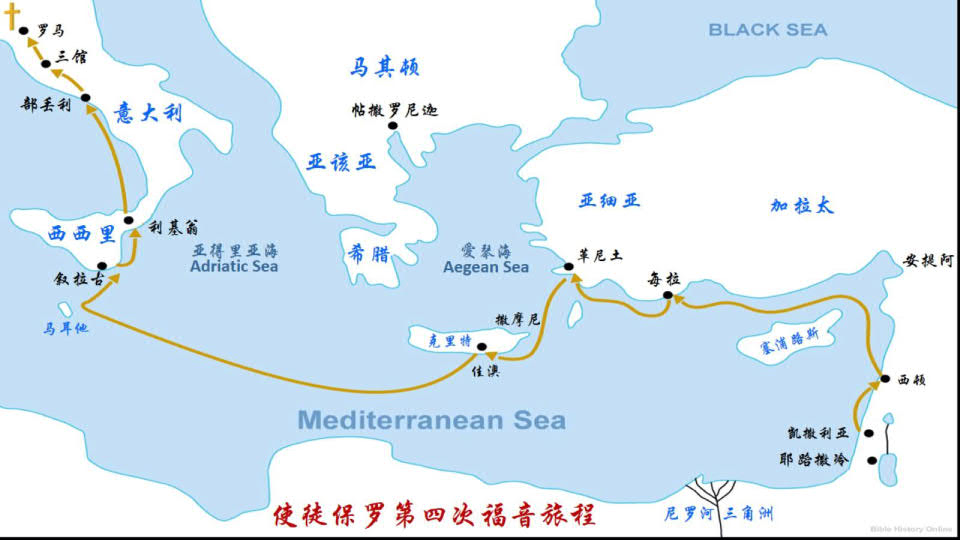 罗马
BLACK SEA
三馆
马其顿
部丢利
意大利
帖撒罗尼迦
亚该亚
亚细亚
加拉太
利基翁
西西里
亚得里亚海
Adriatic Sea
希腊
爱琴海
Aegean Sea
革尼土
安提阿
叙拉古
每拉
马耳他
撒摩尼
克里特
塞浦路斯
佳澳
西顿
Mediterranean Sea
凯撒利亚
耶路撒冷
使徒保罗第四次福音旅程
尼罗河 三角洲
Bible History Online